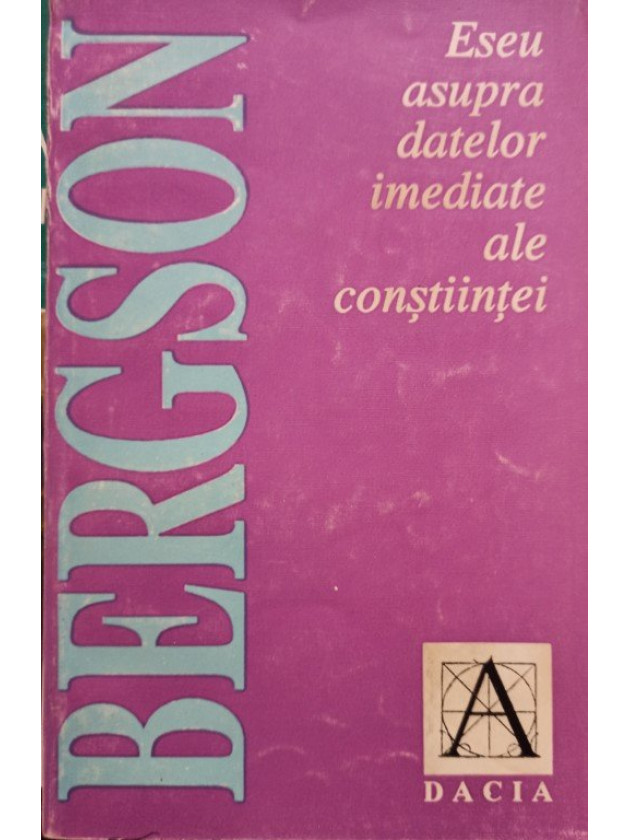 BERGSON
Eseu
asupra
datelor
imediate
ale
conștiinței
A
DACIA